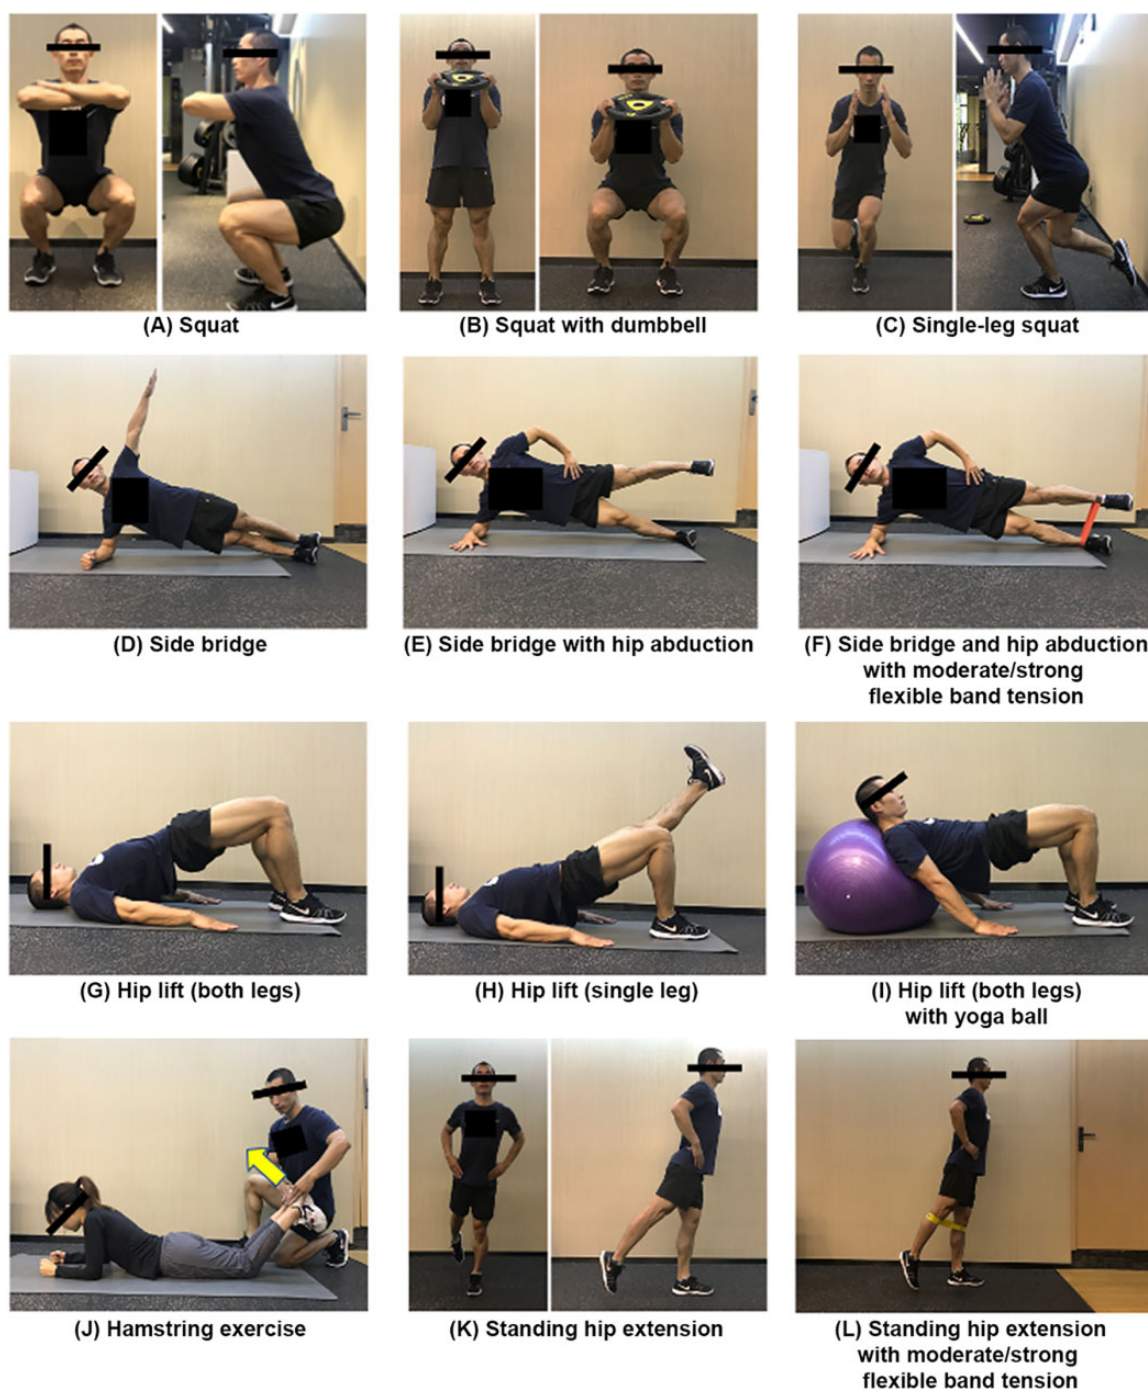 (A) Squat
(B) Squat with dumbbell
(C) Single-leg squat
(D) Side bridge
(E) Side bridge with hip abduction
(F) Side bridge and hip abduction
with moderate/strong
flexible band tension
(G) Hip lift (both legs)
(H) Hip lift (single leg)
(I) Hip lift (both legs)
with yoga ball
(J) Hamstring exercise
(K) Standing hip extension
(L) Standing hip extension
with moderate/strong
flexible band tension